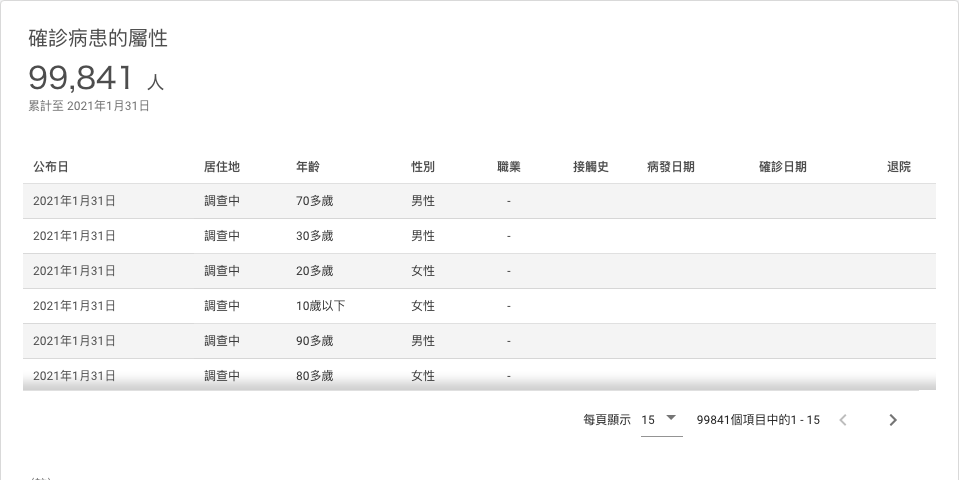 確診病患的屬性
99,841 人
累計至 2021年1月31日
公布日 居住地 年齡 性別 職業 接觸史 病發日期 確診日期 退院
2021年1月31日 調查中 70多歲 男性 -
2021年1月31日 調查中 30多歲 男性 -
2021年1月31日 調查中 20多歲 女性 -
2021年1月31日 調查中 10歲以下 女性 -
2021年1月31日 調查中 90多歲 男性 -
2021年1月31日 調查中 80多歲 女性 -
每頁顯示 15 99841個項目中的1 - 15